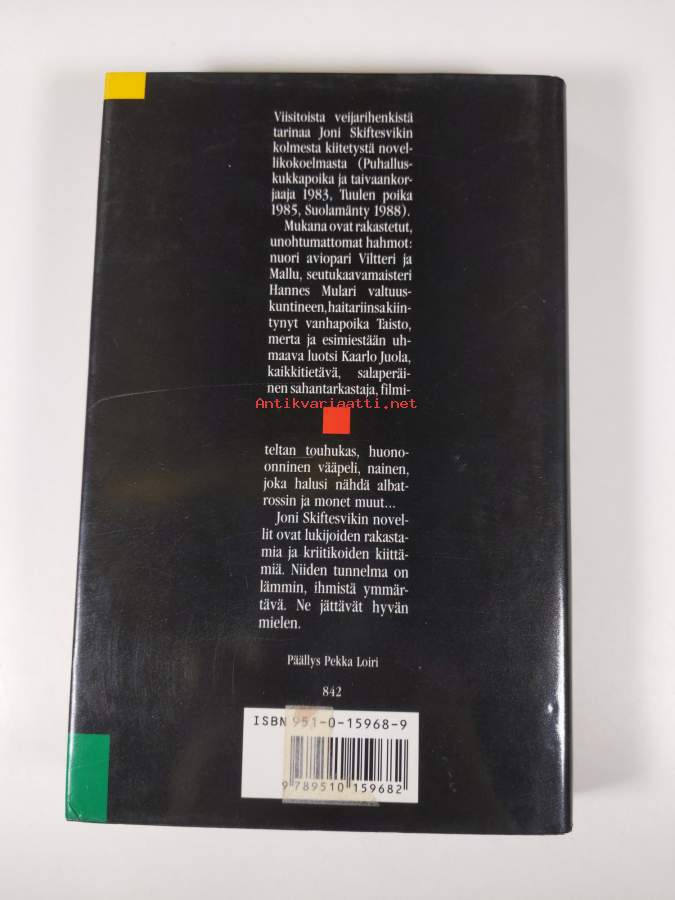 Viisitoista veijarihenkistä
tarinaa Joni Skiftesvikin
kolmesta kiitetystä novel-
likokoelmasta (Puhallus-
kukkapoika ja taivaankor-
jaaja 1983, Tuulen poika
1985, Suolamänty 1988).
Mukana ovat rakastetut,
unohtumattomat hahmot:
nuori aviopari Viltteri ja
Mallu, seutukaavamaisteri
Hannes Mulari valtuus-
kuntineen, haitariinsa kiin-
tynyt vanhapoika Taisto,
merta ja esimiestään uh-
maava luotsi Kaarlo Juola,
kaikkitietävä, salaperäi-
nen sahantarkastaja, filmi-
Antikvariaatti.net
teltan touhukas, huono-
onninen vääpeli, nainen,
joka halusi nähdä albat-
rossin ja monet muut...
Joni Skiftesvikin novel-
lit ovat lukijoiden rakasta-
mia ja kriitikoiden kiittä-
miä. Niiden tunnelma on
lämmin, ihmistä ymmär-
tävä. Ne jättävät hyvän
mielen.
Päällys Pekka Loiri
842
ISBN 951-0-15968-9
9 789510 159682